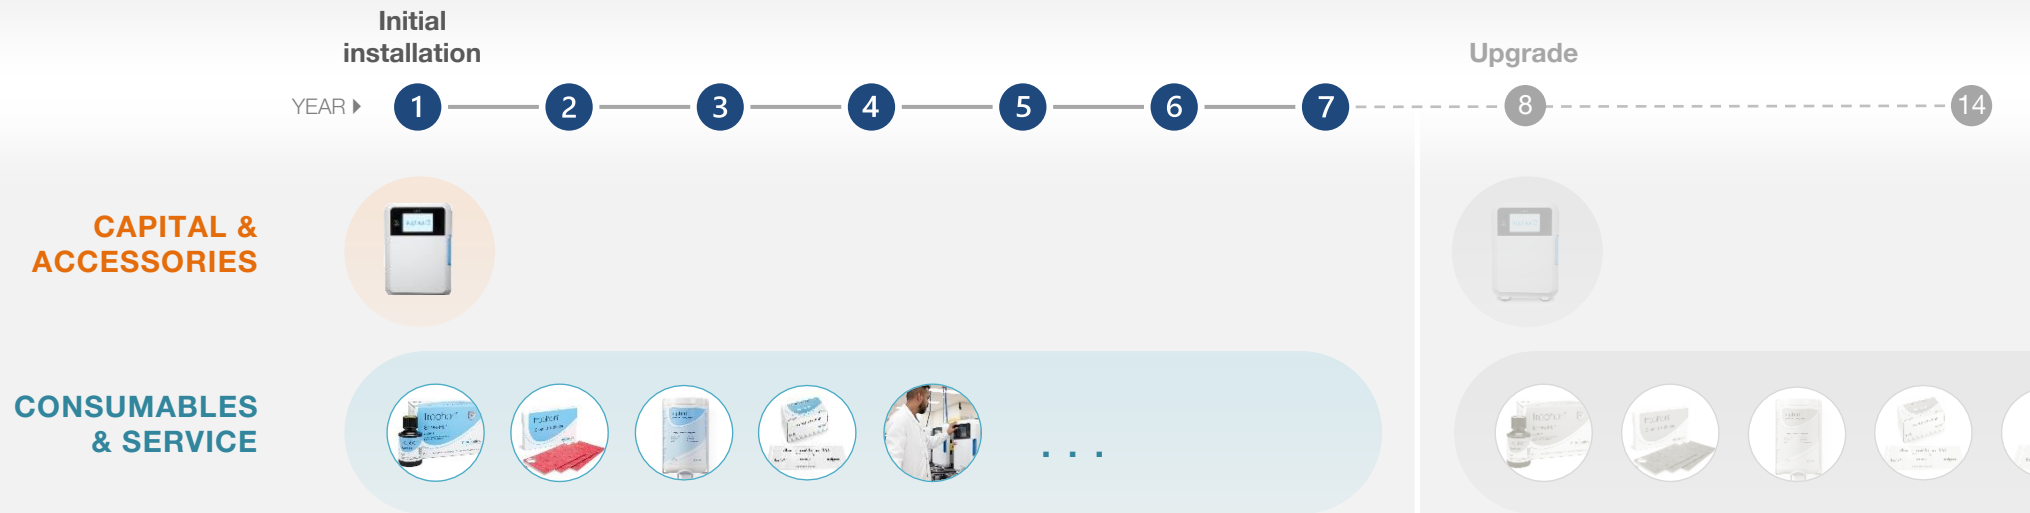 Initial
installation
Upgrade
YEAR
1
2
3
4
5
6
7
8
14
CAPITAL &
ACCESSORIES
CONSUMABLES
& SERVICE
. . .